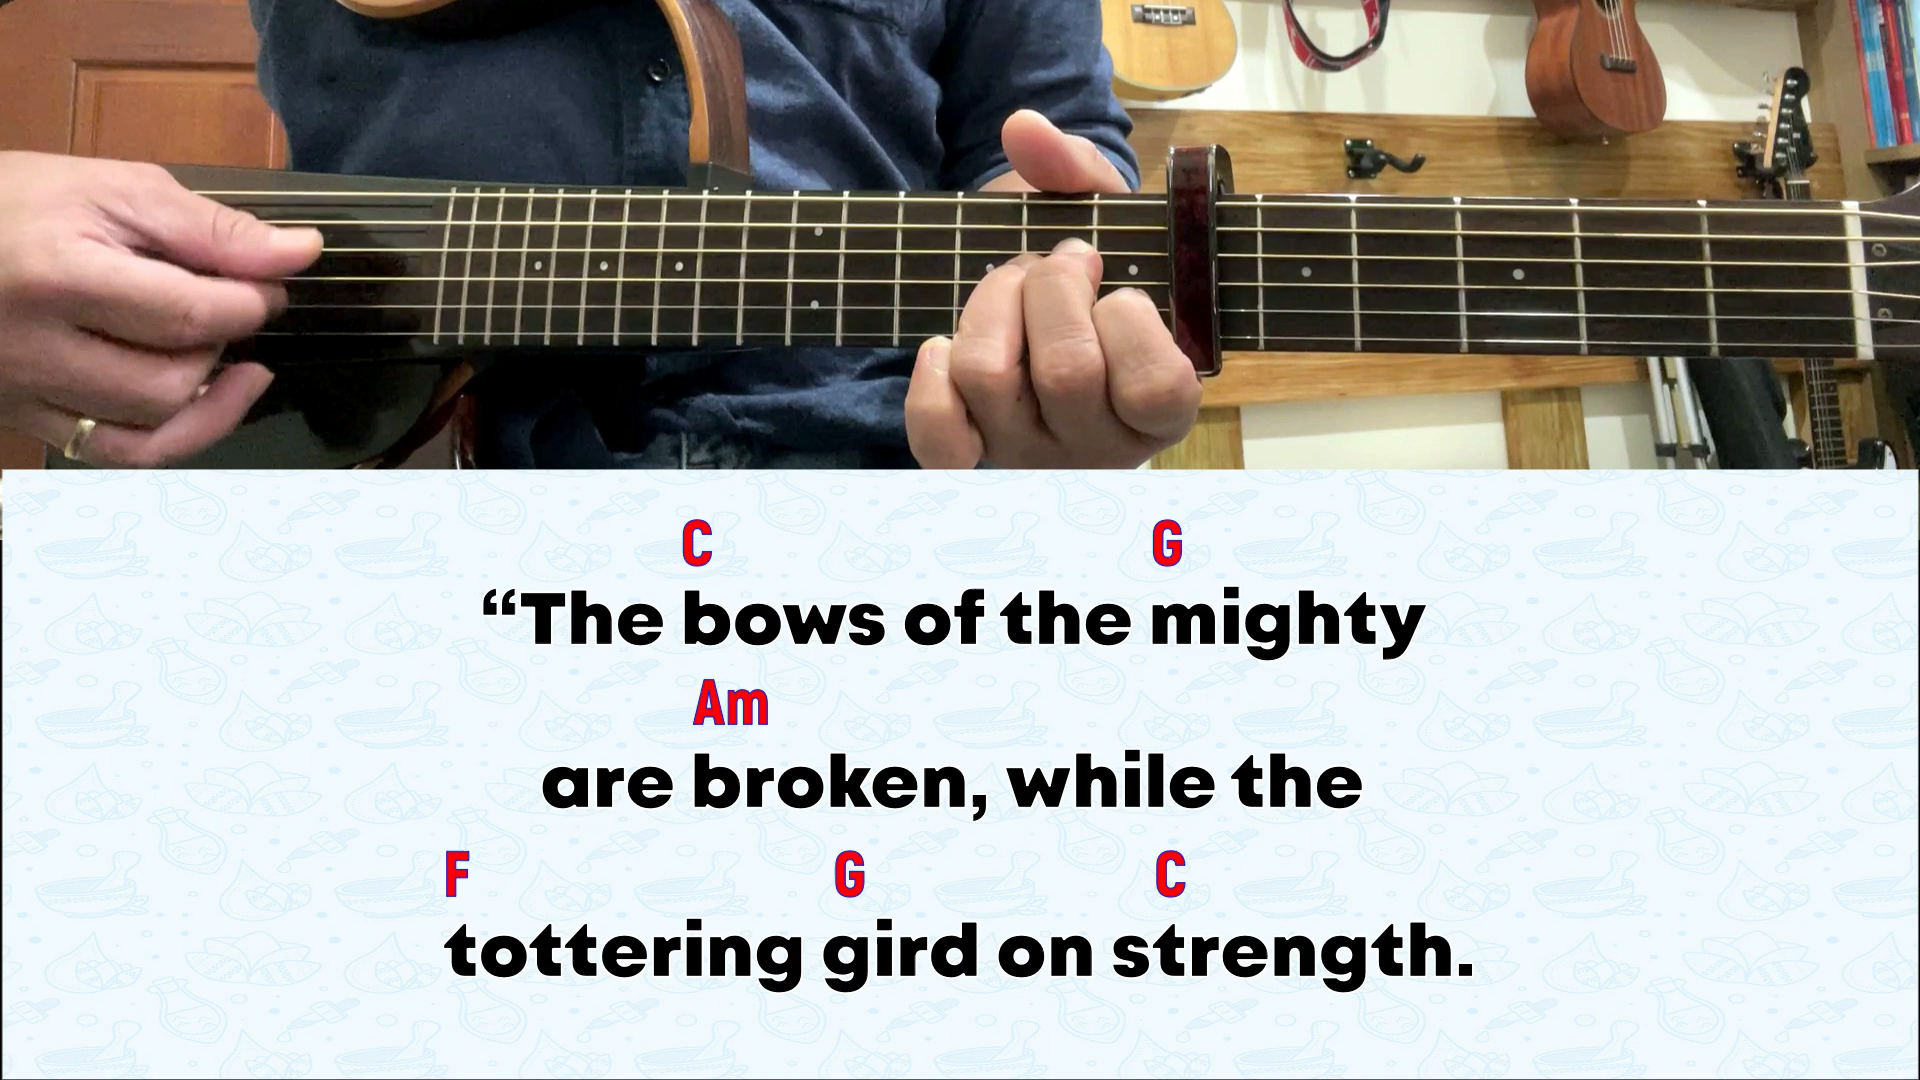 C G
“The bows of the mighty
Am
are broken, while the
F G C
tottering gird on strength.